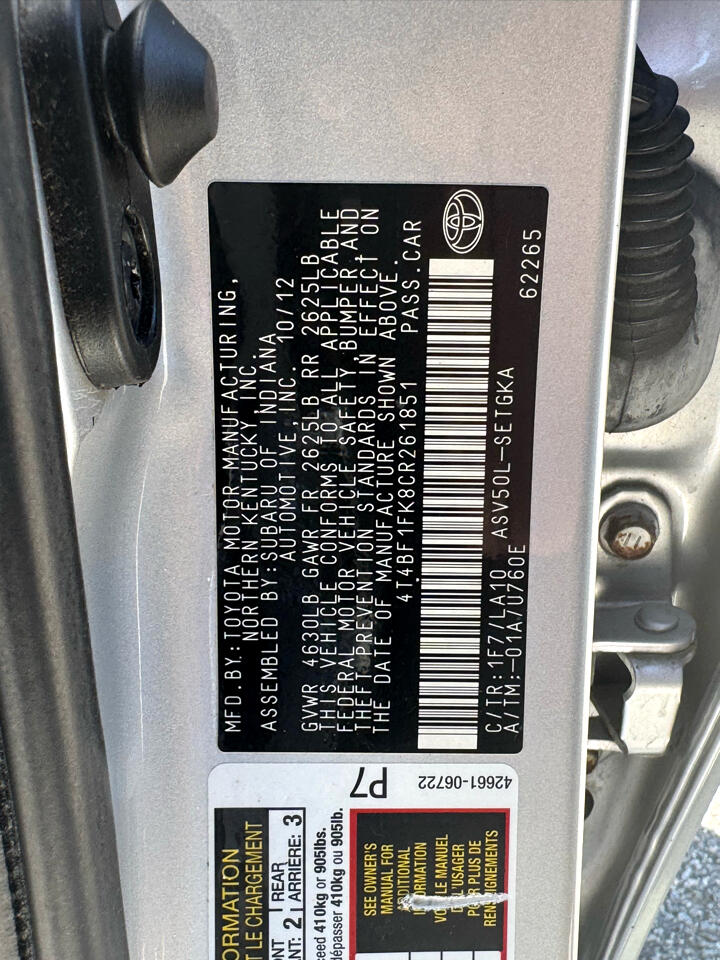 MFD.BY:TOYOTA MOTOR MANUFACTURING,
NORTHERN KENTUCKY, INC.
ASSEMBLED BY:SUBARU OF INDIANA
AUTOMOTIVE,INC. 10/12
GVWR 4630LB GAWR FR 2625LB RR 2625LB
THIS VEHICLE CONFORMS TO ALL APPLICABLE
FEDERAL MOTOR VEHICLE SAFETY, BUMPER,AND
THEFT PREVENTION STANDARDS IN EFFECT ON
THE DATE OF MANUFACTURE SHOWN ABOVE.
4T4BF1FK8CR261851 PASS.CAR
C/TR:1F7/LA10 ASV50L-SETGKA
A/TM:-01A/U760E 62265
P7
42661-06722
ORMATION
T LE CHARGEMENT
ONT REAR
ANT: 2 ARRIERE: 3
ceed 410kg or 905lbs.
dépasser 410kg ou 905lb.
SEE OWNER'S
MANUAL FOR
ADDITIONAL
INFORMATION
VOIR LE MANUEL
DE L'USAGER
POUR PLUS DE
RENSEIGNEMENTS